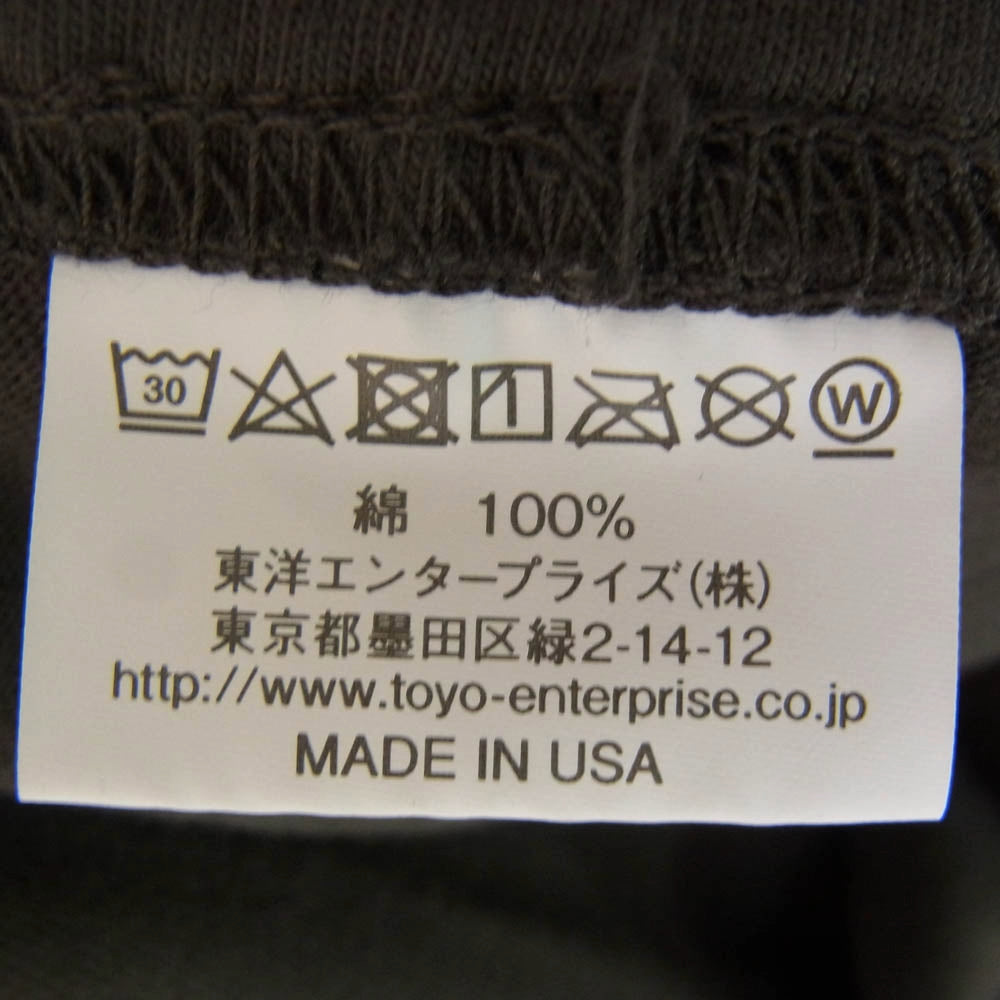 30 W
綿 100%
東洋エンタープライズ(株)
東京都墨田区緑2-14-12
http://www.toyo-enterprise.co.jp
MADE IN USA